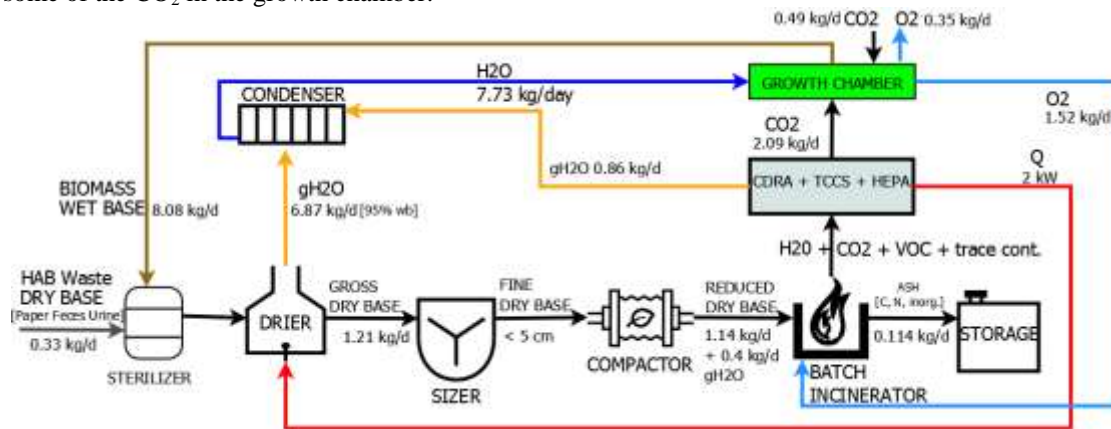 some of the CO2 in the growth chamber.
0.49 kg/d CO2 O2 0.35 kg/d
H2O
7.73 kg/day
GROWTH CHAMBER
CONDENSER
O2
1.52 kg/d
CO2
2.09 kg/d
gH2O 0.86 kg/d
Q
2 kW
CDRA + TCCS + HEPA
BIOMASS
WET BASE 8.08 kg/d
gH2O
6.87 kg/d [95% wb]
H20 + CO2 + VOC + trace cont.
HAB Waste
DRY BASE
[Paper Feces Urine]
0.33 kg/d
STERILIZER
DRIER
GROSS
DRY BASE
1.21 kg/d
SIZER
FINE
DRY BASE
< 5 cm
COMPACTOR
REDUCED
DRY BASE
1.14 kg/d
+ 0.4 kg/d
gH2O
BATCH
INCINERATOR
ASH
[C, N, inorg.]
0.114 kg/d
STORAGE